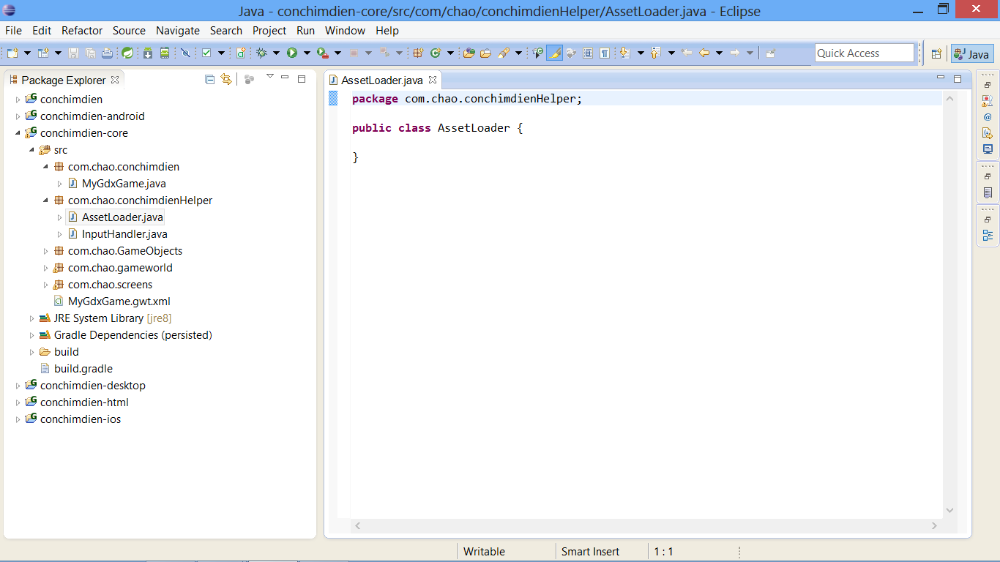 Java - conchimdien-core/src/com/chao/conchimdienHelper/AssetLoader.java - Eclipse
File Edit Refactor Source Navigate Search Project Run Window Help
Quick Access
Java
Package Explorer
conchimdien
conchimdien-android
conchimdien-core
src
com.chao.conchimdien
MyGdxGame.java
com.chao.conchimdienHelper
AssetLoader.java
InputHandler.java
com.chao.GameObjects
com.chao.gameworld
com.chao.screens
MyGdxGame.gwt.xml
JRE System Library [jre8]
Gradle Dependencies (persisted)
build
build.gradle
conchimdien-desktop
conchimdien-html
conchimdien-ios
AssetLoader.java
package com.chao.conchimdienHelper;
public class AssetLoader {
}
Writable
Smart Insert
1 : 1